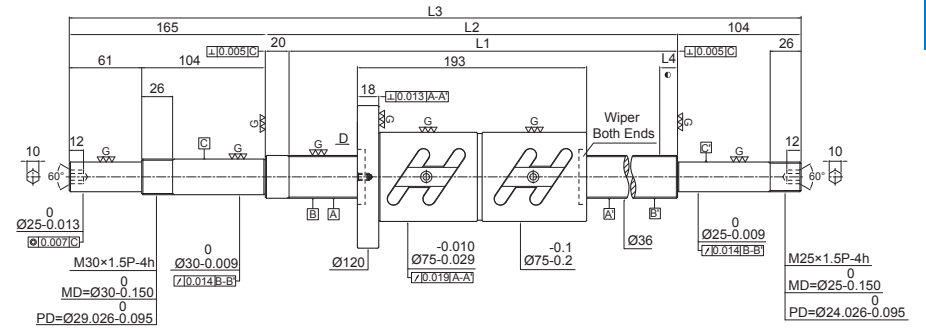 L3
165
L2
104
20
L1
⊥ 0.005 C
⊥ 0.005 C
26
61
104
193
L4
26
18
⊥ 0.013 A-A'
G
G
G
Wiper
Both Ends
G
G
D
12
G
C
G
G
C'
G
12
10
10
60°
60°
B
A
A'
B'
0
Ø25-0.013
◎ 0.007 C
0
Ø30-0.009
↗ 0.014 B-B'
Ø120
-0.010
Ø75-0.029
↗ 0.019 A-A'
-0.1
Ø75-0.2
Ø36
0
Ø25-0.009
↗ 0.014 B-B'
M30×1.5P-4h
0
MD=Ø30-0.150
0
PD=Ø29.026-0.095
M25×1.5P-4h
0
MD=Ø25-0.150
0
PD=Ø24.026-0.095